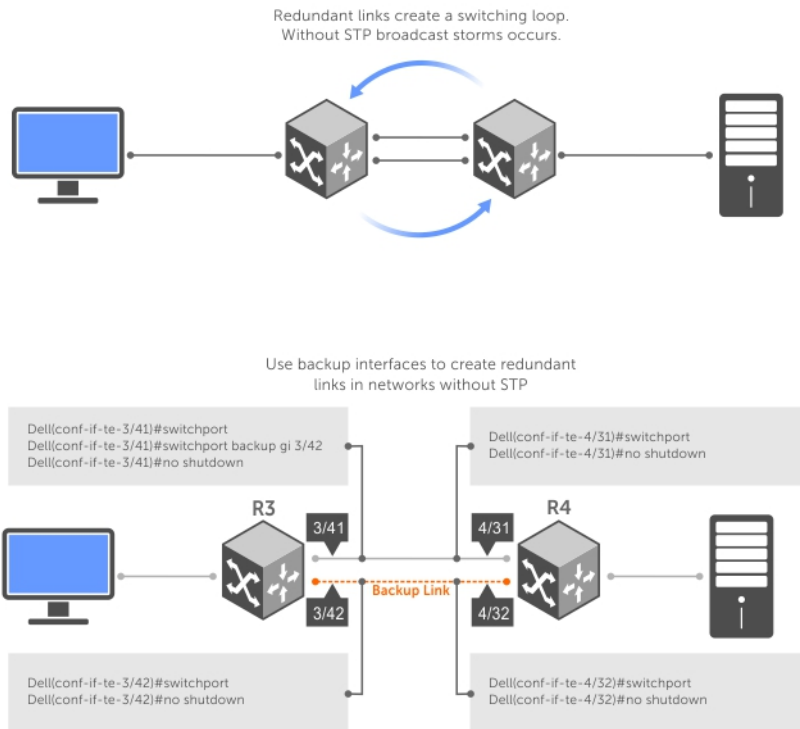 Redundant links create a switching loop.
Without STP broadcast storms occurs.
Use backup interfaces to create redundant
links in networks without STP
Dell(conf-if-te-3/41)#switchport
Dell(conf-if-te-3/41)#switchport backup gi 3/42
Dell(conf-if-te-3/41)#no shutdown
Dell(conf-if-te-4/31)#switchport
Dell(conf-if-te-4/31)#no shutdown
R3
R4
3/41
4/31
Backup Link
3/42
4/32
Dell(conf-if-te-3/42)#switchport
Dell(conf-if-te-3/42)#no shutdown
Dell(conf-if-te-4/32)#switchport
Dell(conf-if-te-4/32)#no shutdown